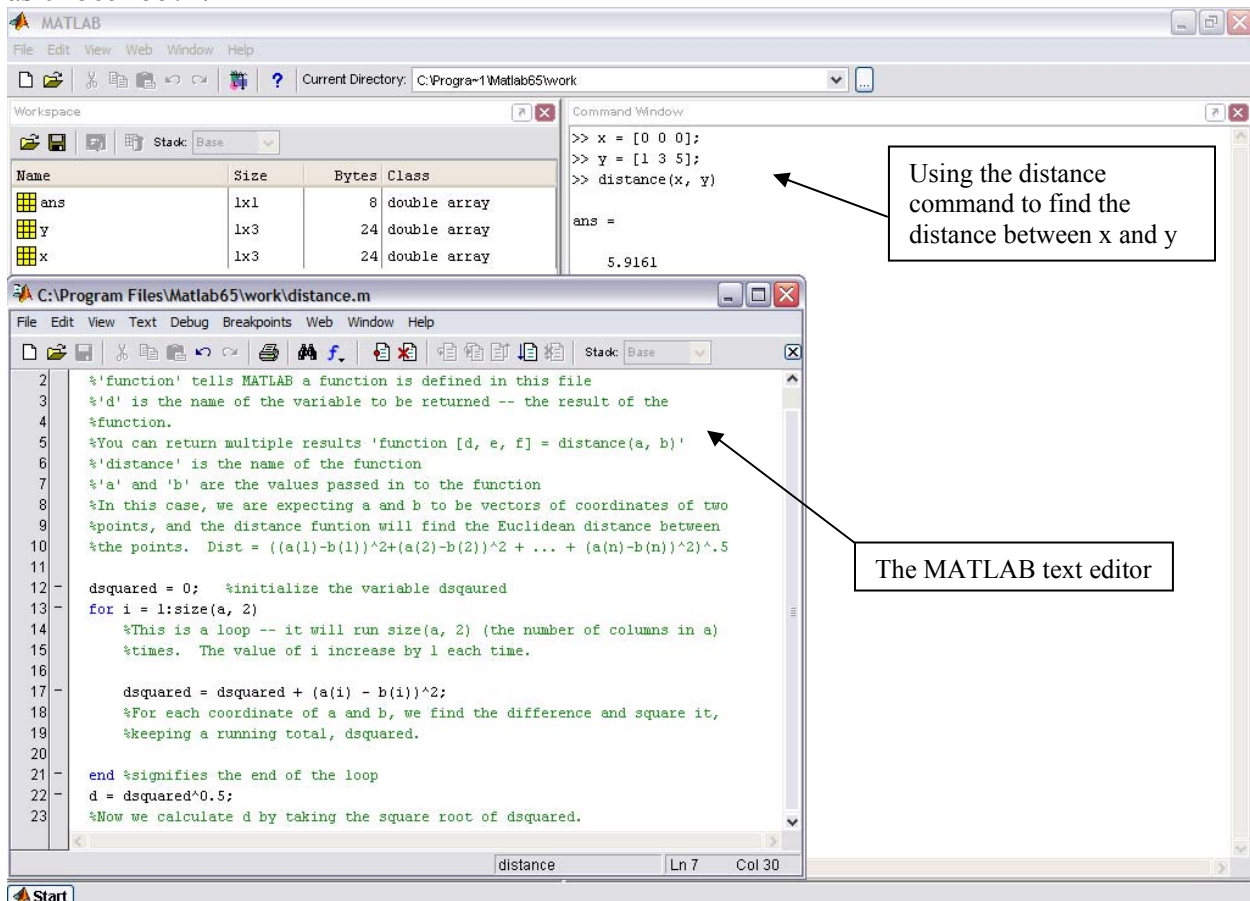 MATLAB
File Edit View Web Window Help
? Current Directory: C:\Progra~1\Matlab65\work
Workspace
Stack: Base
Name Size Bytes Class
ans 1x1 8 double array
y 1x3 24 double array
x 1x3 24 double array
Command Window
>> x = [0 0 0];
>> y = [1 3 5];
>> distance(x, y)
ans =
5.9161
Using the distance
command to find the
distance between x and y
C:\Program Files\Matlab65\work\distance.m
File Edit View Text Debug Breakpoints Web Window Help
Stack: Base
2 %'function' tells MATLAB a function is defined in this file
3 %'d' is the name of the variable to be returned -- the result of the
4 %function.
5 %You can return multiple results 'function [d, e, f] = distance(a, b)'
6 %'distance' is the name of the function
7 %'a' and 'b' are the values passed in to the function
8 %In this case, we are expecting a and b to be vectors of coordinates of two
9 %points, and the distance funtion will find the Euclidean distance between
10 %the points.  Dist = ((a(1)-b(1))^2+(a(2)-b(2))^2 + ... + (a(n)-b(n))^2)^.5
11
12 - dsquared = 0;   %initialize the variable dsqaured
13 - for i = 1:size(a, 2)
14 %This is a loop -- it will run size(a, 2) (the number of columns in a)
15 %times.  The value of i increase by 1 each time.
16
17 - dsquared = dsquared + (a(i) - b(i))^2;
18 %For each coordinate of a and b, we find the difference and square it,
19 %keeping a running total, dsquared.
20
21 - end %signifies the end of the loop
22 - d = dsquared^0.5;
23 %Now we calculate d by taking the square root of dsquared.
The MATLAB text editor
distance Ln 7 Col 30
Start